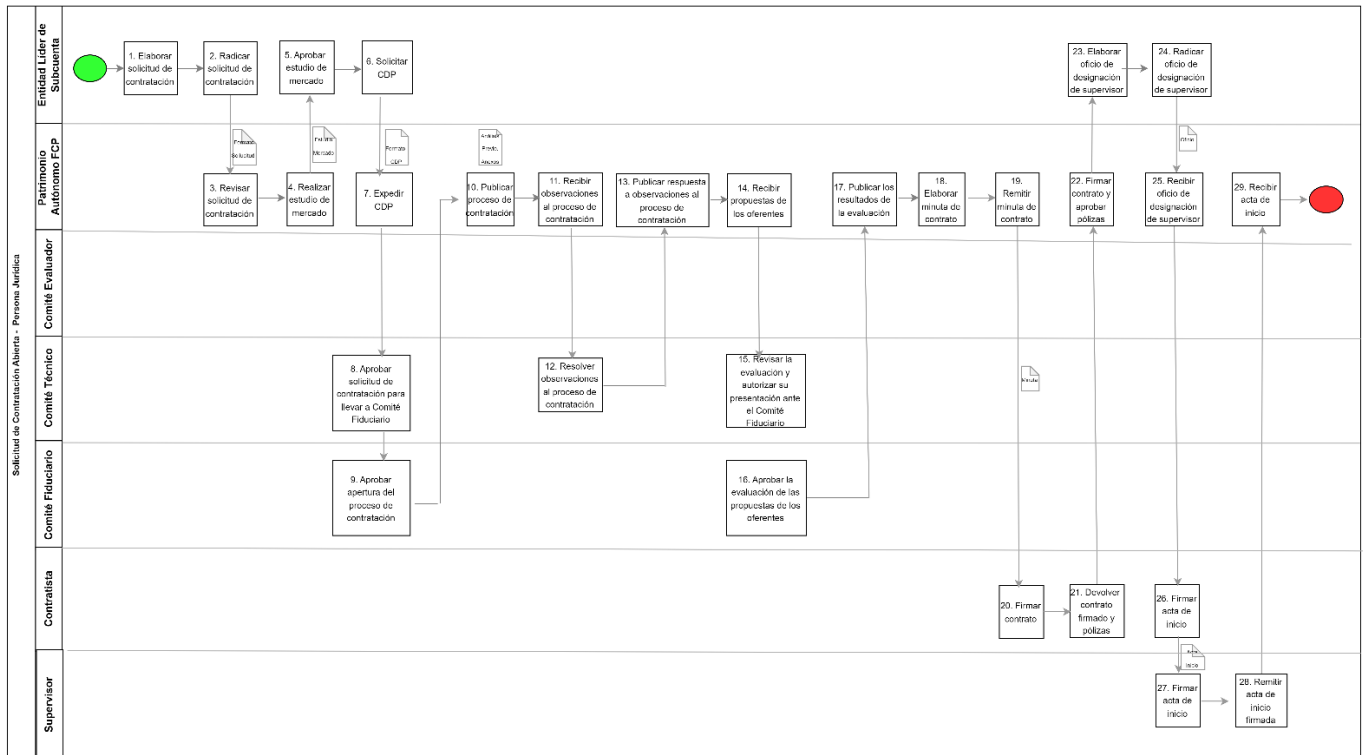 Solicitud de Contratación Abierta - Persona Jurídica
Entidad Líder de
Subcuenta
1. Elaborar
solicitud de
contratación
2. Radicar
solicitud de
contratación
5. Aprobar
estudio de
mercado
6. Solicitar
CDP
23. Elaborar
oficio de
designación
de supervisor
24. Radicar
oficio de
designación
de supervisor
Patrimonio
Autónomo FCP
Solicitud
Mercado
Formato
CDP
Previo,
Anexos
Oficio
3. Revisar
solicitud de
contratación
4. Realizar
estudio de
mercado
7. Expedir
CDP
10. Publicar
proceso de
contratación
11. Recibir
observaciones
al proceso de
contratación
13. Publicar respuesta
a observaciones al
proceso de
contratación
14. Recibir
propuestas de
los oferentes
17. Publicar los
resultados de
la evaluación
18.
Elaborar
minuta de
contrato
19.
Remitir
minuta de
contrato
22. Firmar
contrato y
aprobar
pólizas
25. Recibir
oficio de
designación
de supervisor
29. Recibir
acta de
inicio
Comité Evaluador
Comité Técnico
8. Aprobar
solicitud de
contratación para
llevar a Comité
Fiduciario
12. Resolver
observaciones
al proceso de
contratación
15. Revisar la
evaluación y
autorizar su
presentación ante
el Comité
Fiduciario
Minuta
Comité Fiduciario
9. Aprobar
apertura del
proceso de
contratación
16. Aprobar la
evaluación de las
propuestas de los
oferentes
Contratista
20. Firmar
contrato
21. Devolver
contrato
firmado y
pólizas
26. Firmar
acta de
inicio
Supervisor
Inicio
27. Firmar
acta de
inicio
28. Remitir
acta de
inicio
firmada